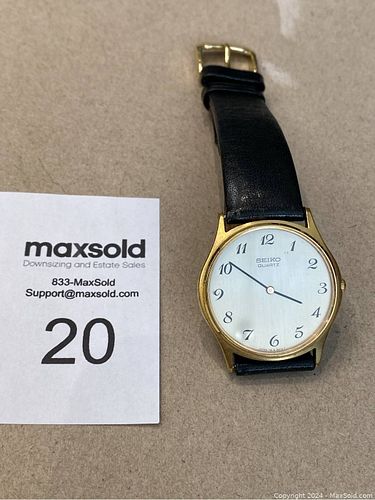 maxsold
Downsizing and Estate Sales
833-MaxSold
Support@maxsold.com
20
12
1
2
3
4
5
6
7
8
9
10
11
SEIKO
QUARTZ
Copyright © 2024 - MaxSold.com